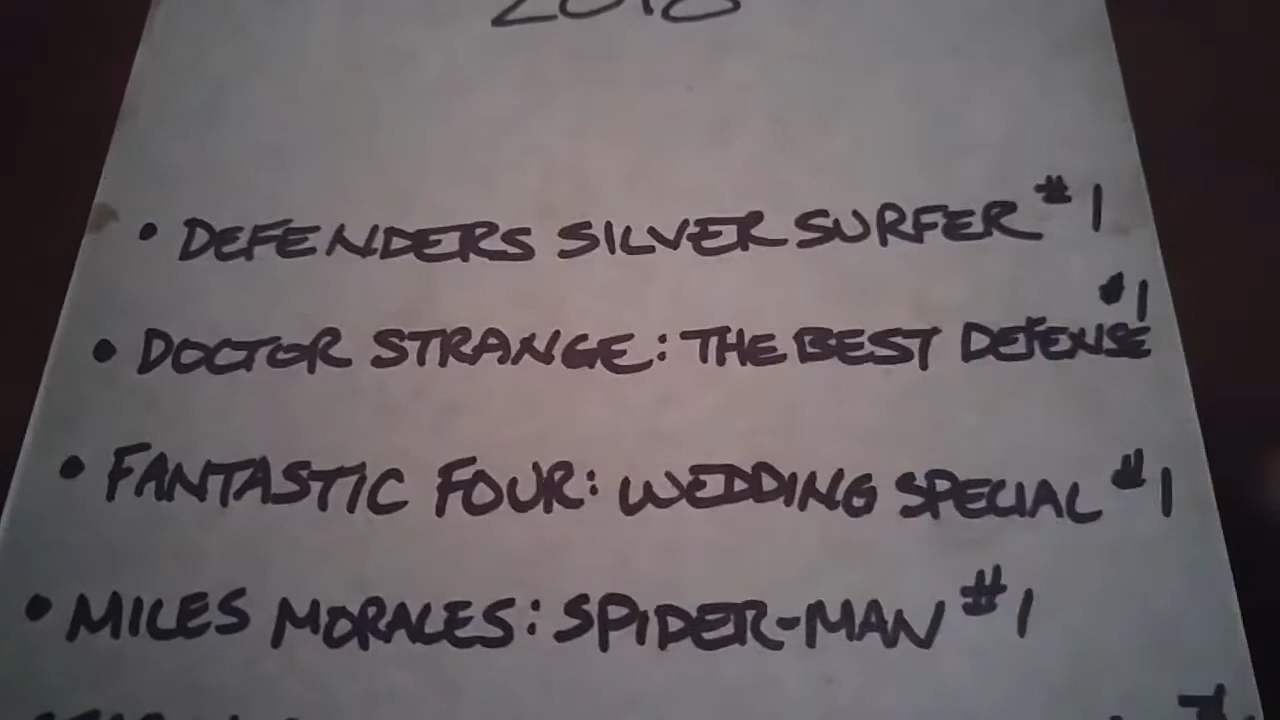 2018
• DEFENDERS SILVER SURFER #1
• DOCTOR STRANGE: THE BEST DEFENSE #1
• FANTASTIC FOUR: WEDDING SPECIAL #1
• MILES MORALES: SPIDER-MAN #1